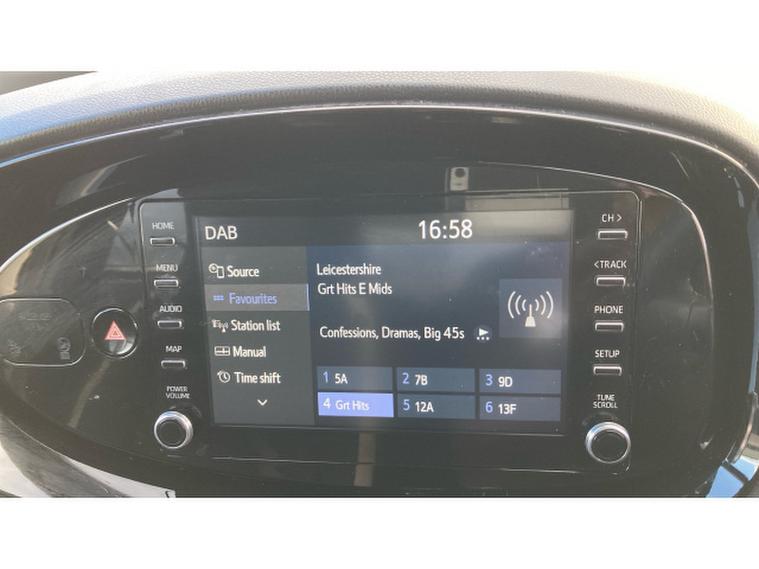 DAB 16:58
HOME
MENU
AUDIO
MAP
POWER
VOLUME
Source
Favourites
Station list
Manual
Time shift
Leicestershire
Grt Hits E Mids
Confessions, Dramas, Big 45s
1 5A 2 7B 3 9D
4 Grt Hits 5 12A 6 13F
CH >
< TRACK
PHONE
SETUP
TUNE
SCROLL